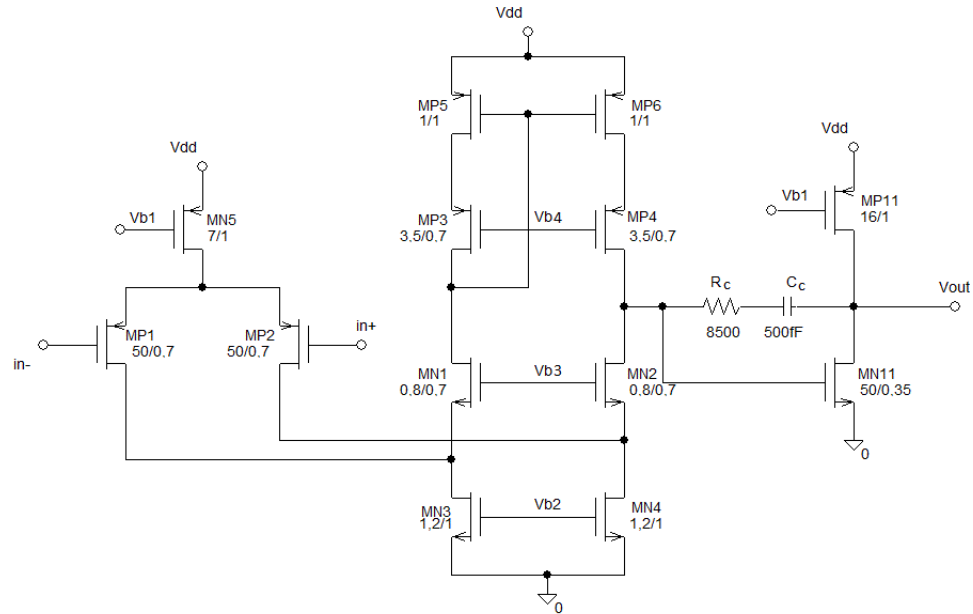 Vdd
MP5
1/1
MP6
1/1
Vdd
Vdd
Vb1
MN5
7/1
Vb1
MP11
16/1
MP3
3,5/0,7
Vb4
MP4
3,5/0,7
Rc
Cc
Vout
8500
500fF
in-
MP1
50/0,7
MP2
50/0,7
in+
MN1
0,8/0,7
Vb3
MN2
0,8/0,7
MN11
50/0,35
0
MN3
1,2/1
Vb2
MN4
1,2/1
0